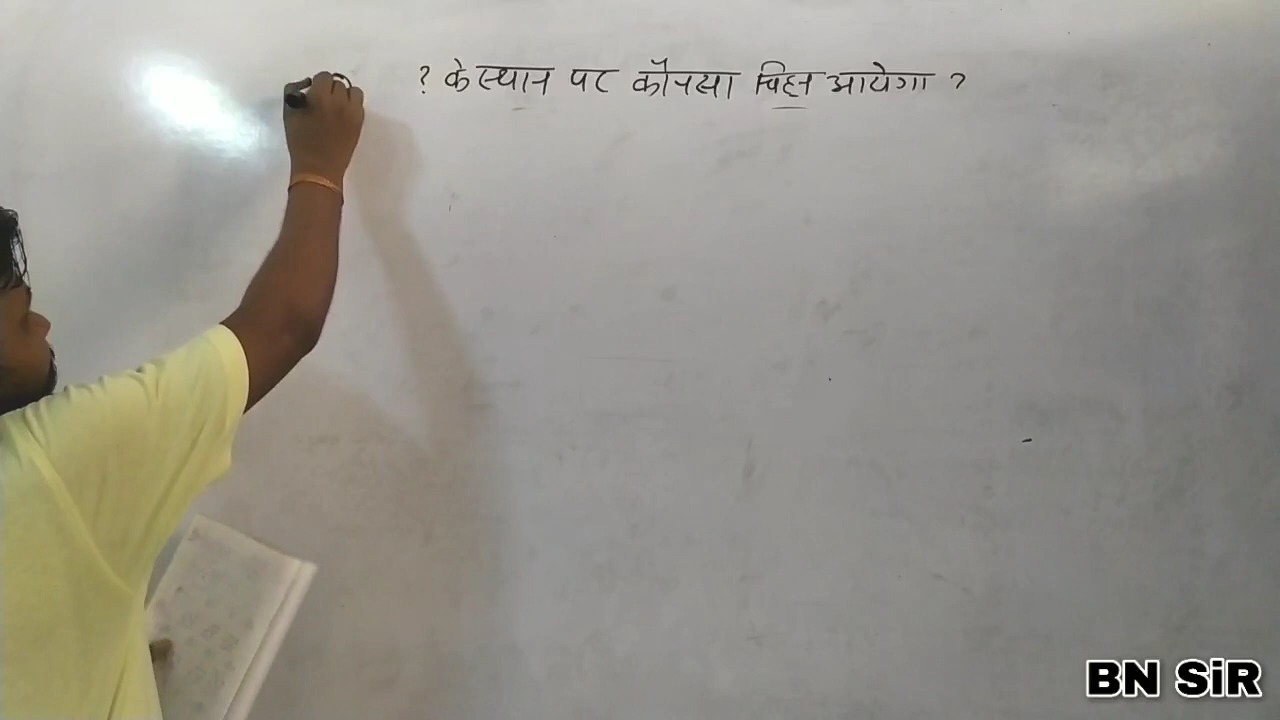 ? के स्थान पर कौनसा चिह्न आयेगा ?
BN SiR